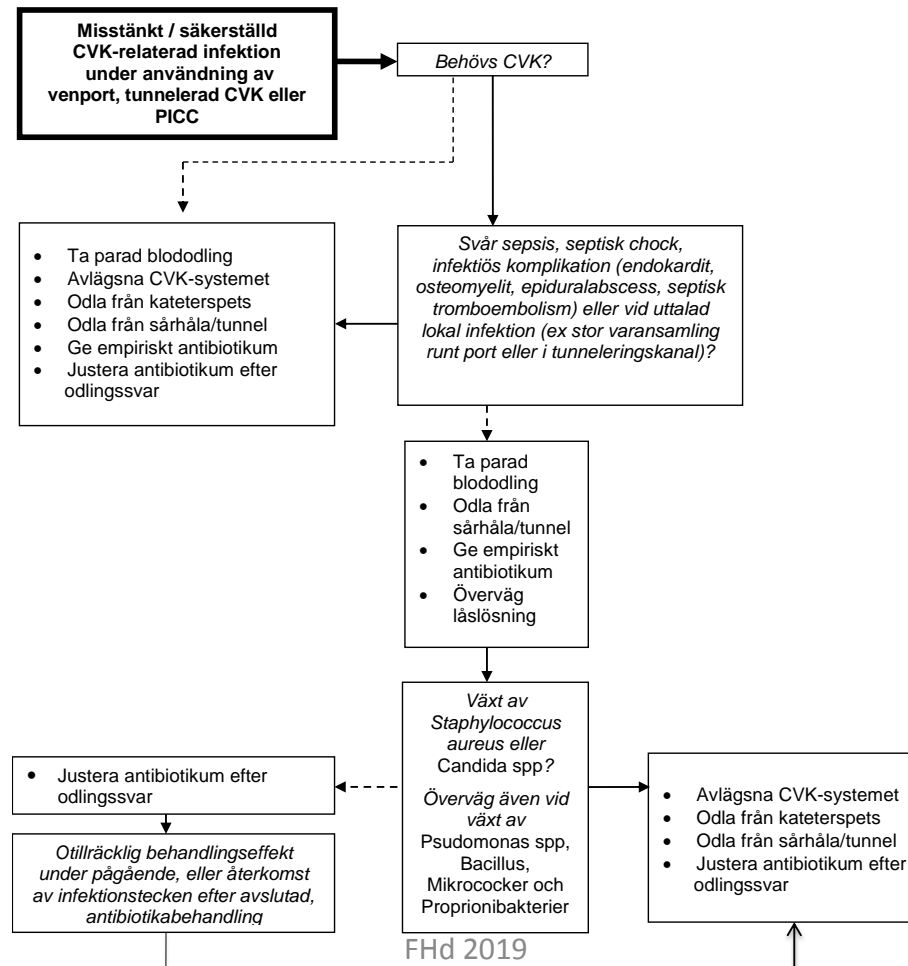 Misstänkt / säkerställd
CVK-relaterad infektion
under användning av
venport, tunnelerad CVK eller
PICC
Behövs CVK?
• Ta parad blododling
• Avlägsna CVK-systemet
• Odla från kateterspets
• Odla från sårhåla/tunnel
• Ge empiriskt antibiotikum
• Justera antibiotikum efter
odlingssvar
Svår sepsis, septisk chock,
infektiös komplikation (endokardit,
osteomyelit, epiduralabscess, septisk
tromboembolism) eller vid uttalad
lokal infektion (ex stor varansamling
runt port eller i tunneleringskanal)?
• Ta parad
blododling
• Odla från
sårhåla/tunnel
• Ge empiriskt
antibiotikum
• Överväg
låslösning
Växt av
Staphylococcus
aureus eller
Candida spp?
Överväg även vid
växt av
Psudomonas spp,
Bacillus,
Mikrococker och
Proprionibakterier
• Justera antibiotikum efter
odlingssvar
Otillräcklig behandlingseffekt
under pågående, eller återkomst
av infektionstecken efter avslutad,
antibiotikabehandling
• Avlägsna CVK-systemet
• Odla från kateterspets
• Odla från sårhåla/tunnel
• Justera antibiotikum efter
odlingssvar
FHd 2019